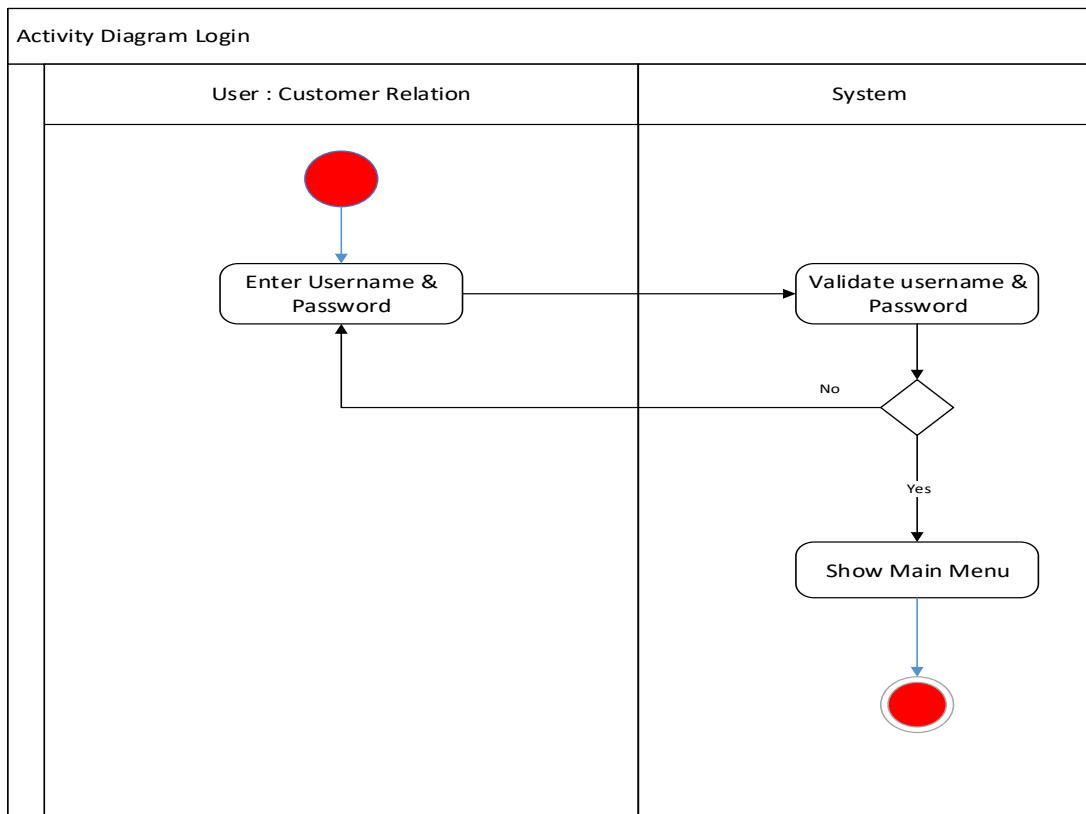 Activity Diagram Login
User : Customer Relation
System
Enter Username &
Password
Validate username &
Password
No
Yes
Show Main Menu